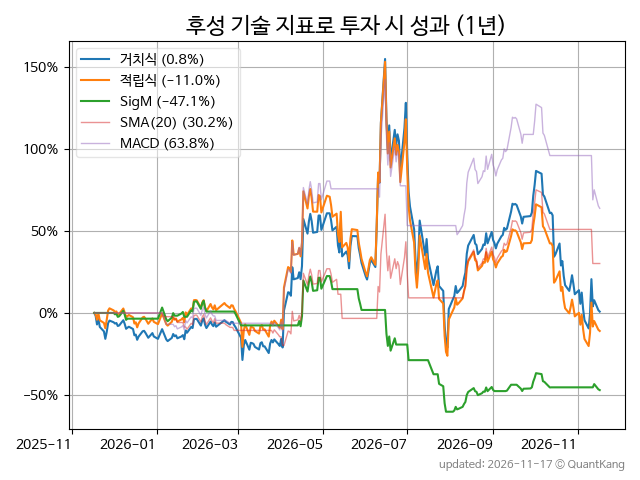 후성 기술 지표로 투자 시 성과 (1년)
거치식 (0.8%)
적립식 (−11.0%)
SigM (−47.1%)
SMA(20) (30.2%)
MACD (63.8%)
150%
100%
50%
0%
−50%
2025-11 2026-01 2026-03 2026-05 2026-07 2026-09 2026-11
updated: 2026-11-17 © QuantKang